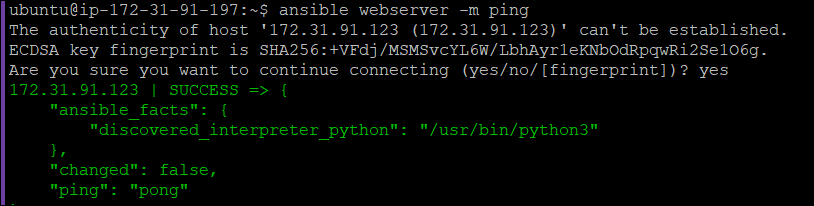 ubuntu@ip-172-31-91-197:~$ ansible webserver -m ping
The authenticity of host '172.31.91.123 (172.31.91.123)' can't be established.
ECDSA key fingerprint is SHA256:+VFdj/MSMSvcYL6W/LbhAyr1eKNbOdRpqwRi2Se1O6g.
Are you sure you want to continue connecting (yes/no/[fingerprint])? yes
172.31.91.123 | SUCCESS => {
    "ansible_facts": {
        "discovered_interpreter_python": "/usr/bin/python3"
    },
    "changed": false,
    "ping": "pong"